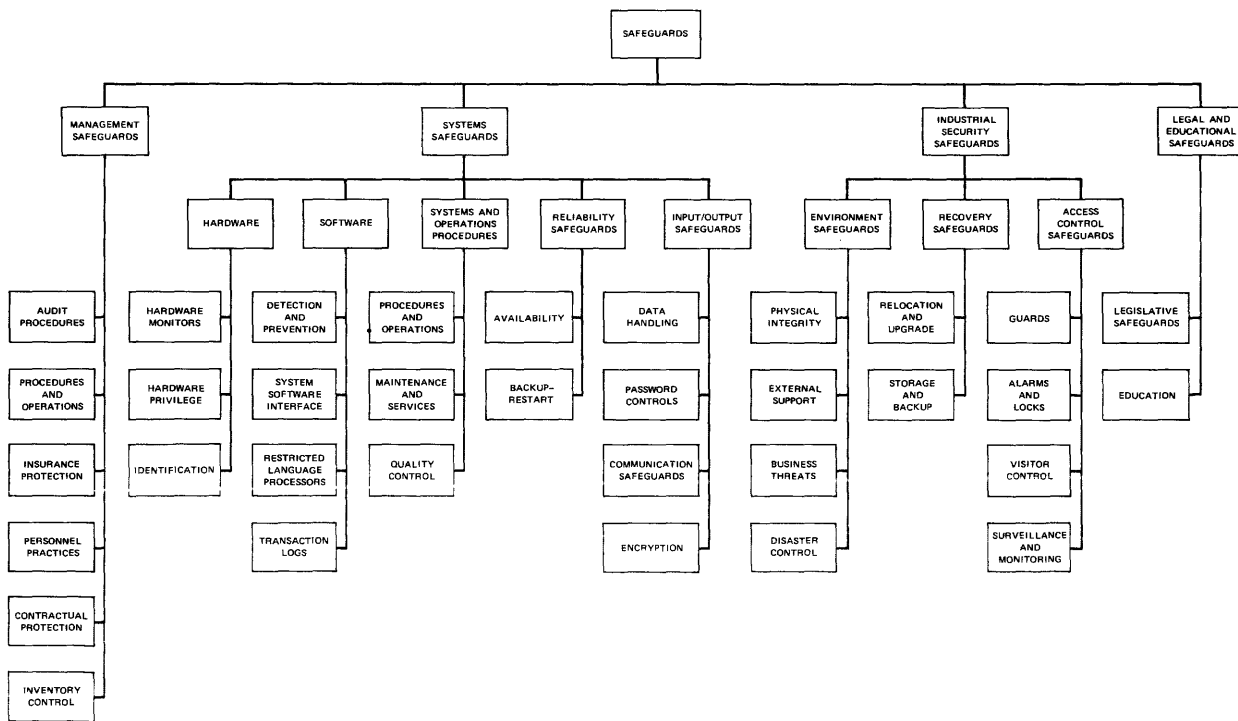 SAFEGUARDS
MANAGEMENT
SAFEGUARDS
SYSTEMS
SAFEGUARDS
INDUSTRIAL
SECURITY
SAFEGUARDS
LEGAL AND
EDUCATIONAL
SAFEGUARDS
HARDWARE
SOFTWARE
SYSTEMS AND
OPERATIONS
PROCEDURES
RELIABILITY
SAFEGUARDS
INPUT/OUTPUT
SAFEGUARDS
ENVIRONMENT
SAFEGUARDS
RECOVERY
SAFEGUARDS
ACCESS
CONTROL
SAFEGUARDS
AUDIT
PROCEDURES
HARDWARE
MONITORS
DETECTION
AND
PREVENTION
PROCEDURES
AND
OPERATIONS
AVAILABILITY
DATA
HANDLING
PHYSICAL
INTEGRITY
RELOCATION
AND
UPGRADE
GUARDS
LEGISLATIVE
SAFEGUARDS
PROCEDURES
AND
OPERATIONS
HARDWARE
PRIVILEGE
SYSTEM
SOFTWARE
INTERFACE
MAINTENANCE
AND
SERVICES
BACKUP–
RESTART
PASSWORD
CONTROLS
EXTERNAL
SUPPORT
STORAGE
AND
BACKUP
ALARMS
AND
LOCKS
EDUCATION
INSURANCE
PROTECTION
IDENTIFICATION
RESTRICTED
LANGUAGE
PROCESSORS
QUALITY
CONTROL
COMMUNICATION
SAFEGUARDS
BUSINESS
THREATS
VISITOR
CONTROL
PERSONNEL
PRACTICES
TRANSACTION
LOGS
ENCRYPTION
DISASTER
CONTROL
SURVEILLANCE
AND
MONITORING
CONTRACTUAL
PROTECTION
INVENTORY
CONTROL